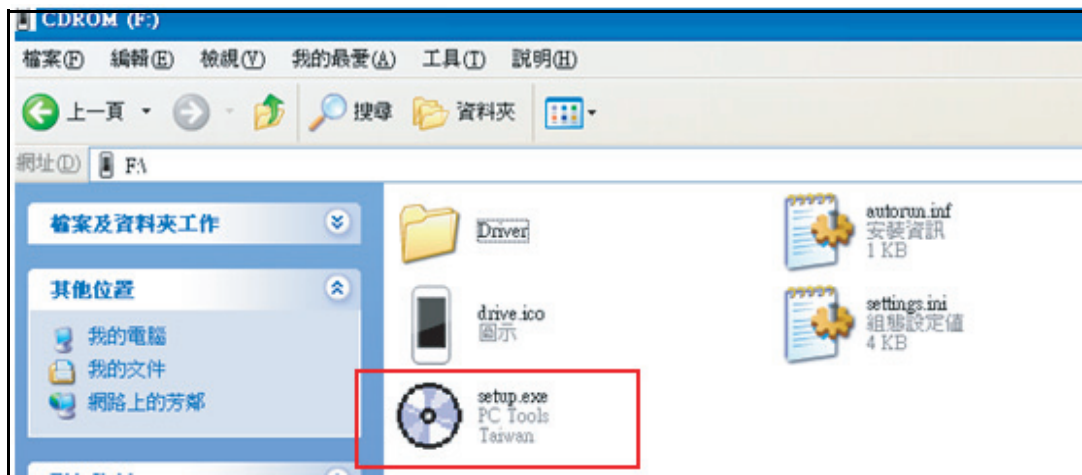 CDROM (F:)
檔案(F) 編輯(E) 檢視(V) 我的最愛(A) 工具(T) 說明(H)
上一頁 搜尋 資料夾
網址(D) F:\
檔案及資料夾工作
其他位置
我的電腦
我的文件
網路上的芳鄰
Driver
drive.ico
圖示
setup.exe
PC Tools
Taiwan
autorun.inf
安裝資訊
1 KB
settings.ini
組態設定值
4 KB